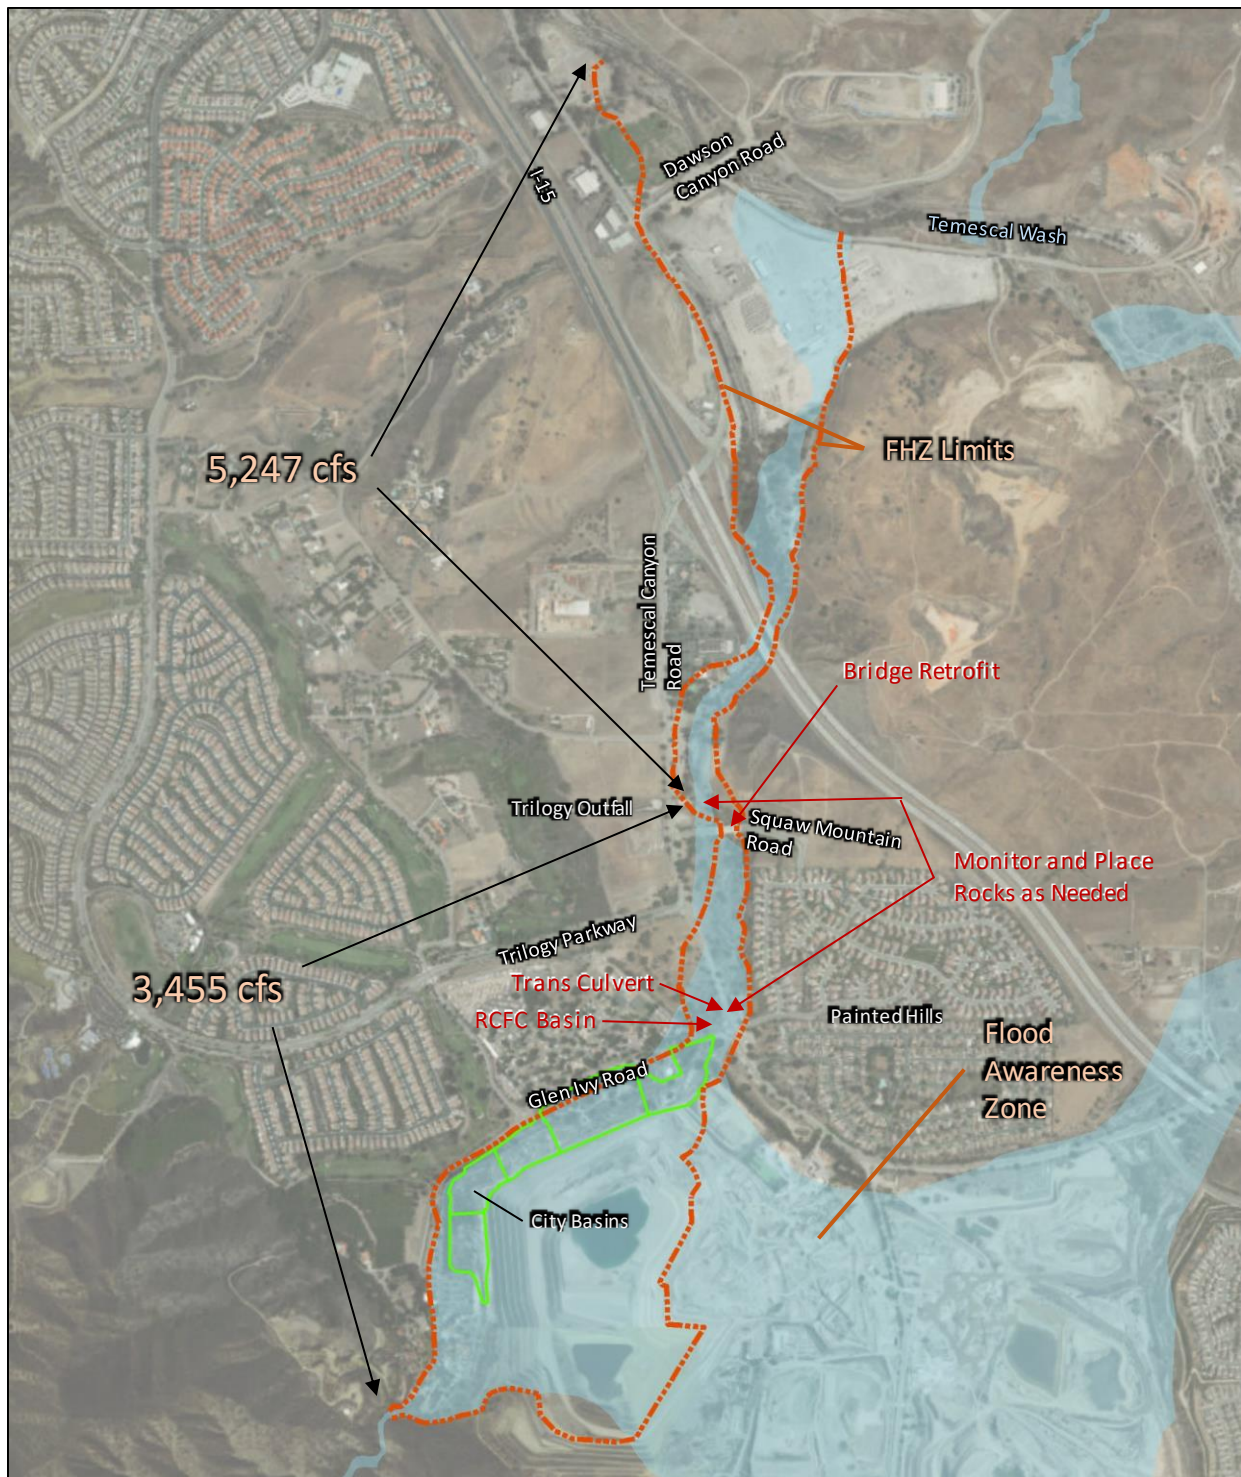 I-15
Dawson
Canyon Road
Temescal Wash
5,247 cfs
FHZ Limits
Temescal Canyon
Road
Bridge Retrofit
Trilogy Outfall
Squaw Mountain
Road
Monitor and Place
Rocks as Needed
Trilogy Parkway
3,455 cfs
Trans Culvert
RCFC Basin
Painted Hills
Flood
Awareness
Zone
Glen Ivy Road
City Basins